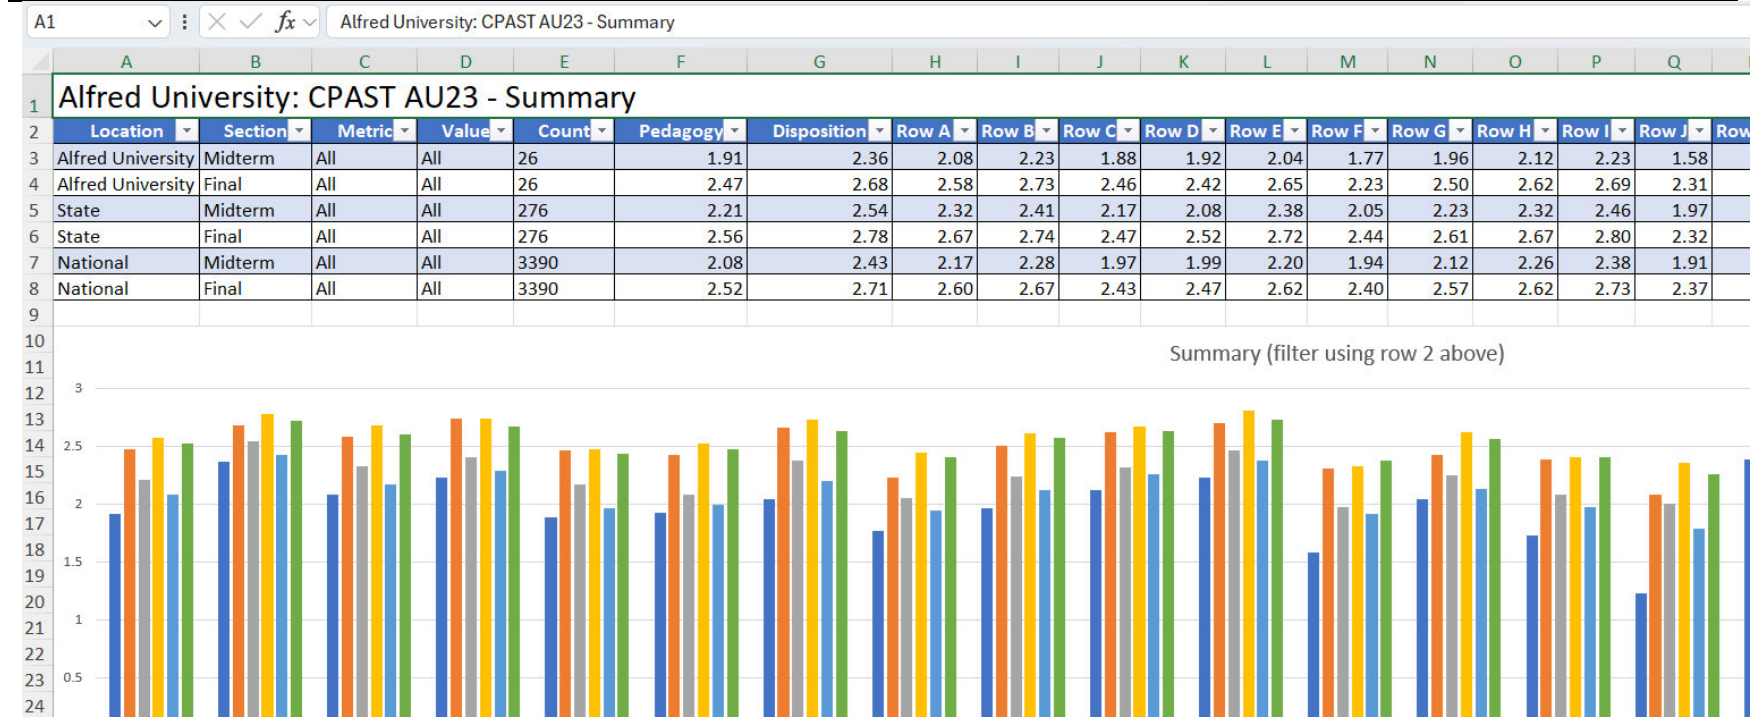 A1 fx Alfred University: CPAST AU23 - Summary
A B C D E F G H I J K L M N O P Q
1 Alfred University: CPAST AU23 - Summary
2 Location Section Metric Value Count Pedagogy Disposition Row A Row B Row C Row D Row E Row F Row G Row H Row I Row J Row
3 Alfred University Midterm All All 26 1.91 2.36 2.08 2.23 1.88 1.92 2.04 1.77 1.96 2.12 2.23 1.58
4 Alfred University Final All All 26 2.47 2.68 2.58 2.73 2.46 2.42 2.65 2.23 2.50 2.62 2.69 2.31
5 State Midterm All All 276 2.21 2.54 2.32 2.41 2.17 2.08 2.38 2.05 2.23 2.32 2.46 1.97
6 State Final All All 276 2.56 2.78 2.67 2.74 2.47 2.52 2.72 2.44 2.61 2.67 2.80 2.32
7 National Midterm All All 3390 2.08 2.43 2.17 2.28 1.97 1.99 2.20 1.94 2.12 2.26 2.38 1.91
8 National Final All All 3390 2.52 2.71 2.60 2.67 2.43 2.47 2.62 2.40 2.57 2.62 2.73 2.37
9
10
Summary (filter using row 2 above)
11
12 3
13
14 2.5
15
16 2
17
18 1.5
19
20
21 1
22
23 0.5
24